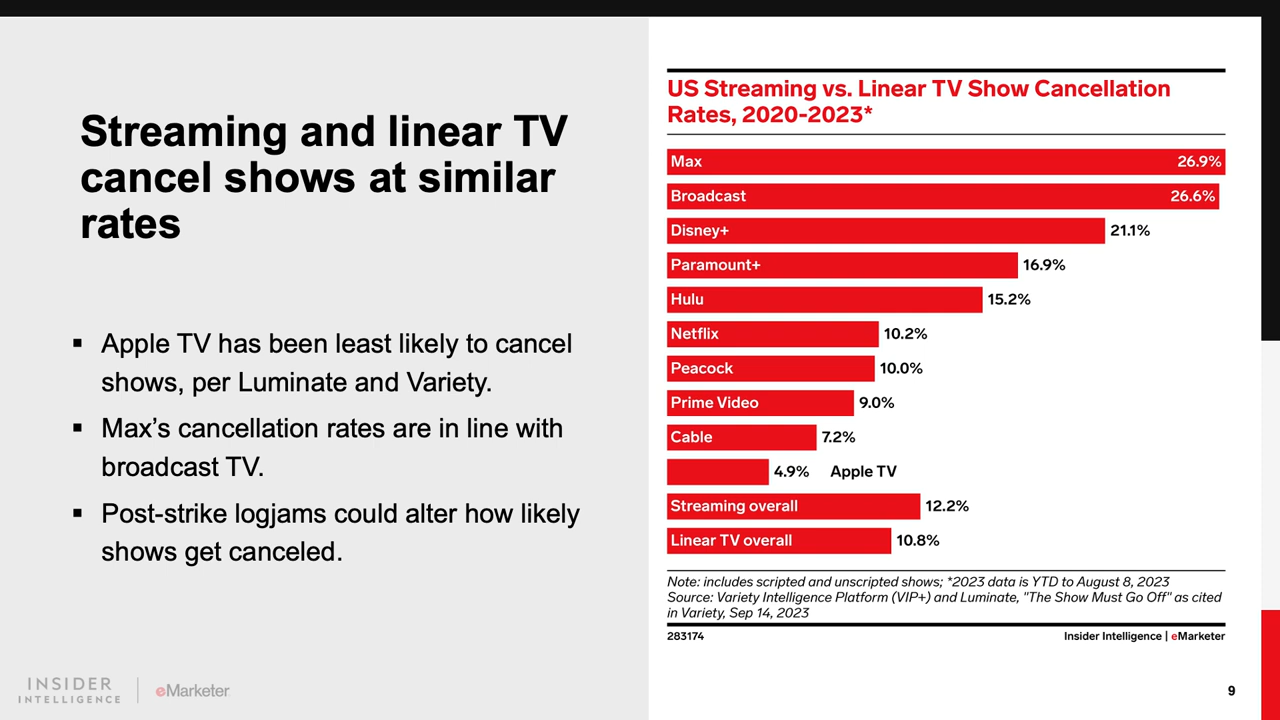 Streaming and linear TV
cancel shows at similar
rates
▪ Apple TV has been least likely to cancel
shows, per Luminate and Variety.
▪ Max’s cancellation rates are in line with
broadcast TV.
▪ Post-strike logjams could alter how likely
shows get canceled.
INSIDER
INTELLIGENCE
eMarketer
US Streaming vs. Linear TV Show Cancellation
Rates, 2020-2023*
Max 26.9%
Broadcast 26.6%
Disney+ 21.1%
Paramount+ 16.9%
Hulu 15.2%
Netflix 10.2%
Peacock 10.0%
Prime Video 9.0%
Cable 7.2%
4.9% Apple TV
Streaming overall 12.2%
Linear TV overall 10.8%
Note: includes scripted and unscripted shows; *2023 data is YTD to August 8, 2023
Source: Variety Intelligence Platform (VIP+) and Luminate, "The Show Must Go Off" as cited
in Variety, Sep 14, 2023
283174 Insider Intelligence | eMarketer
9